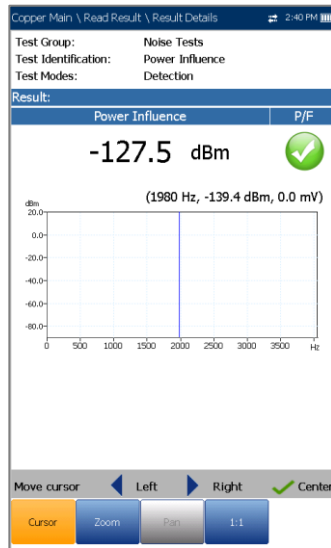 Copper Main \ Read Result \ Result Details 2:40 PM
Test Group: Noise Tests
Test Identification: Power Influence
Test Modes: Detection
Result:
Power Influence P/F
-127.5 dBm
(1980 Hz, -139.4 dBm, 0.0 mV)
dBm
20.0
0.0
-20.0
-40.0
-60.0
-80.0
0 500 1000 1500 2000 2500 3000 3500 Hz
Move cursor Left Right Center
Cursor Zoom Pan 1:1